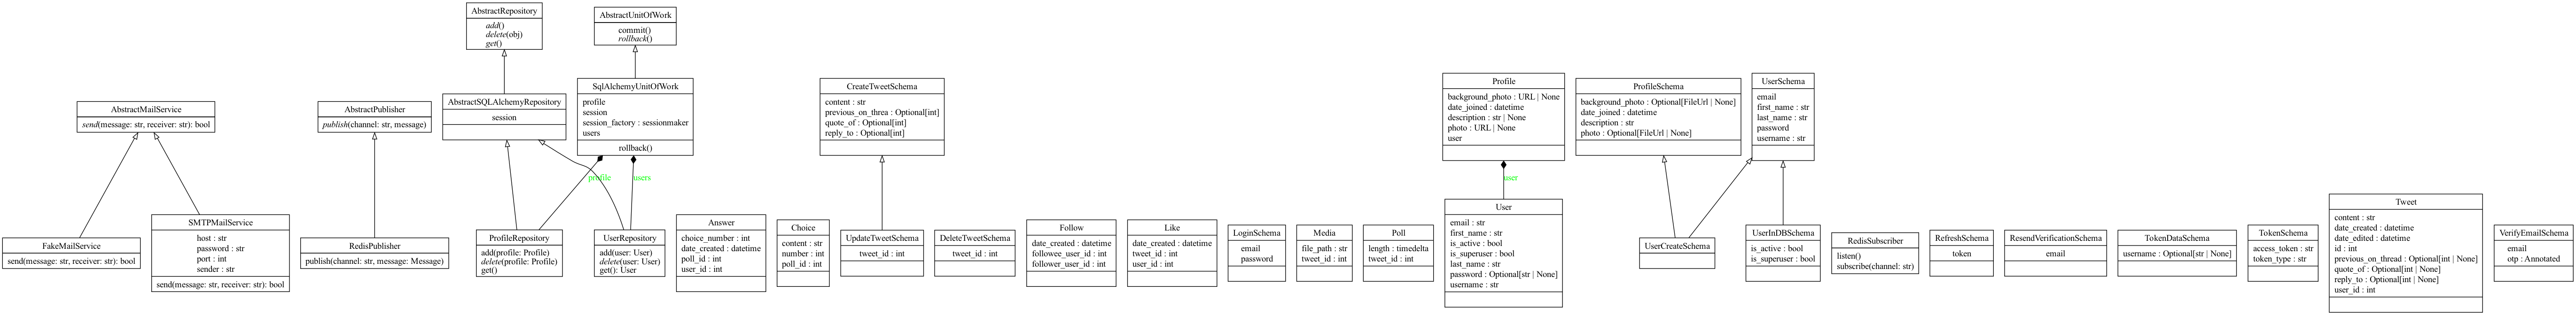 AbstractRepository
add()
delete(obj)
get()
AbstractUnitOfWork
commit()
rollback()
AbstractMailService
send(message: str, receiver: str): bool
AbstractPublisher
publish(channel: str, message)
AbstractSQLAlchemyRepository
session
SqlAlchemyUnitOfWork
profile
session
session_factory : sessionmaker
users
rollback()
CreateTweetSchema
content : str
previous_on_threa : Optional[int]
quote_of : Optional[int]
reply_to : Optional[int]
Profile
background_photo : URL | None
date_joined : datetime
description : str | None
photo : URL | None
user
ProfileSchema
background_photo : Optional[FileUrl | None]
date_joined : datetime
description : str
photo : Optional[FileUrl | None]
UserSchema
email
first_name : str
last_name : str
password
username : str
profile
users
user
FakeMailService
send(message: str, receiver: str): bool
SMTPMailService
host : str
password : str
port : int
sender : str
send(message: str, receiver: str): bool
RedisPublisher
publish(channel: str, message: Message)
ProfileRepository
add(profile: Profile)
delete(profile: Profile)
get()
UserRepository
add(user: User)
delete(user: User)
get(): User
Answer
choice_number : int
date_created : datetime
poll_id : int
user_id : int
Choice
content : str
number : int
poll_id : int
UpdateTweetSchema
tweet_id : int
DeleteTweetSchema
tweet_id : int
Follow
date_created : datetime
followee_user_id : int
follower_user_id : int
Like
date_created : datetime
tweet_id : int
user_id : int
LoginSchema
email
password
Media
file_path : str
tweet_id : int
Poll
length : timedelta
tweet_id : int
User
email : str
first_name : str
is_active : bool
is_superuser : bool
last_name : str
password : Optional[str | None]
username : str
UserCreateSchema
UserInDBSchema
is_active : bool
is_superuser : bool
RedisSubscriber
listen()
subscribe(channel: str)
RefreshSchema
token
ResendVerificationSchema
email
TokenDataSchema
username : Optional[str | None]
TokenSchema
access_token : str
token_type : str
Tweet
content : str
date_created : datetime
date_edited : datetime
id : int
previous_on_thread : Optional[int | None]
quote_of : Optional[int | None]
reply_to : Optional[int | None]
user_id : int
VerifyEmailSchema
email
otp : Annotated